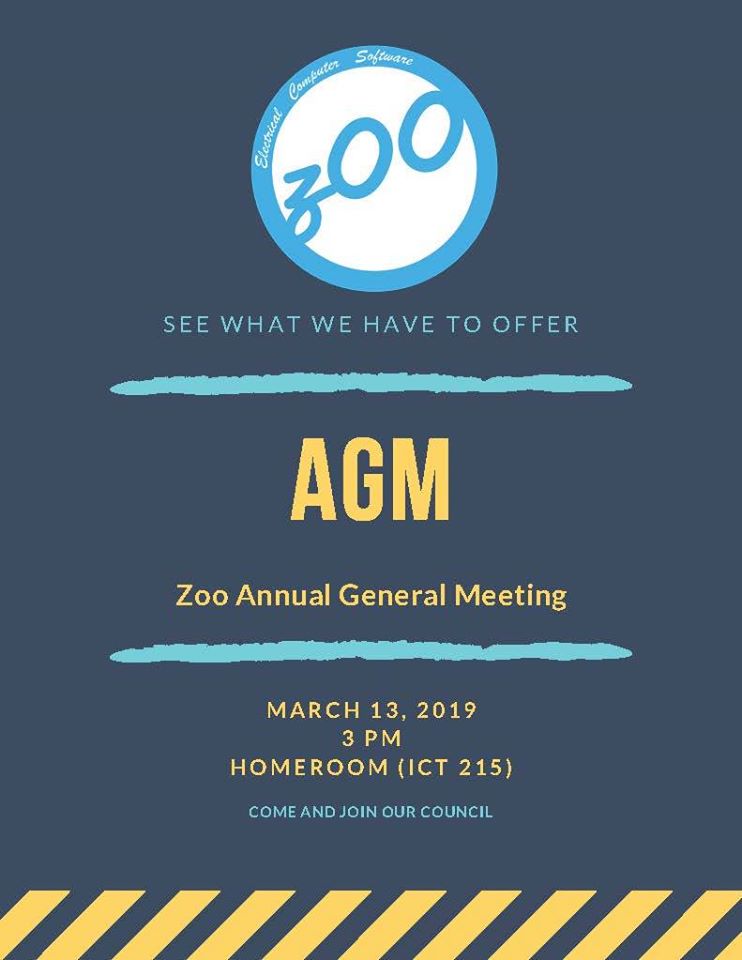 Electrical Computer Software
zoo
SEE WHAT WE HAVE TO OFFER
AGM
Zoo Annual General Meeting
MARCH 13, 2019
3 PM
HOMEROOM (ICT 215)
COME AND JOIN OUR COUNCIL